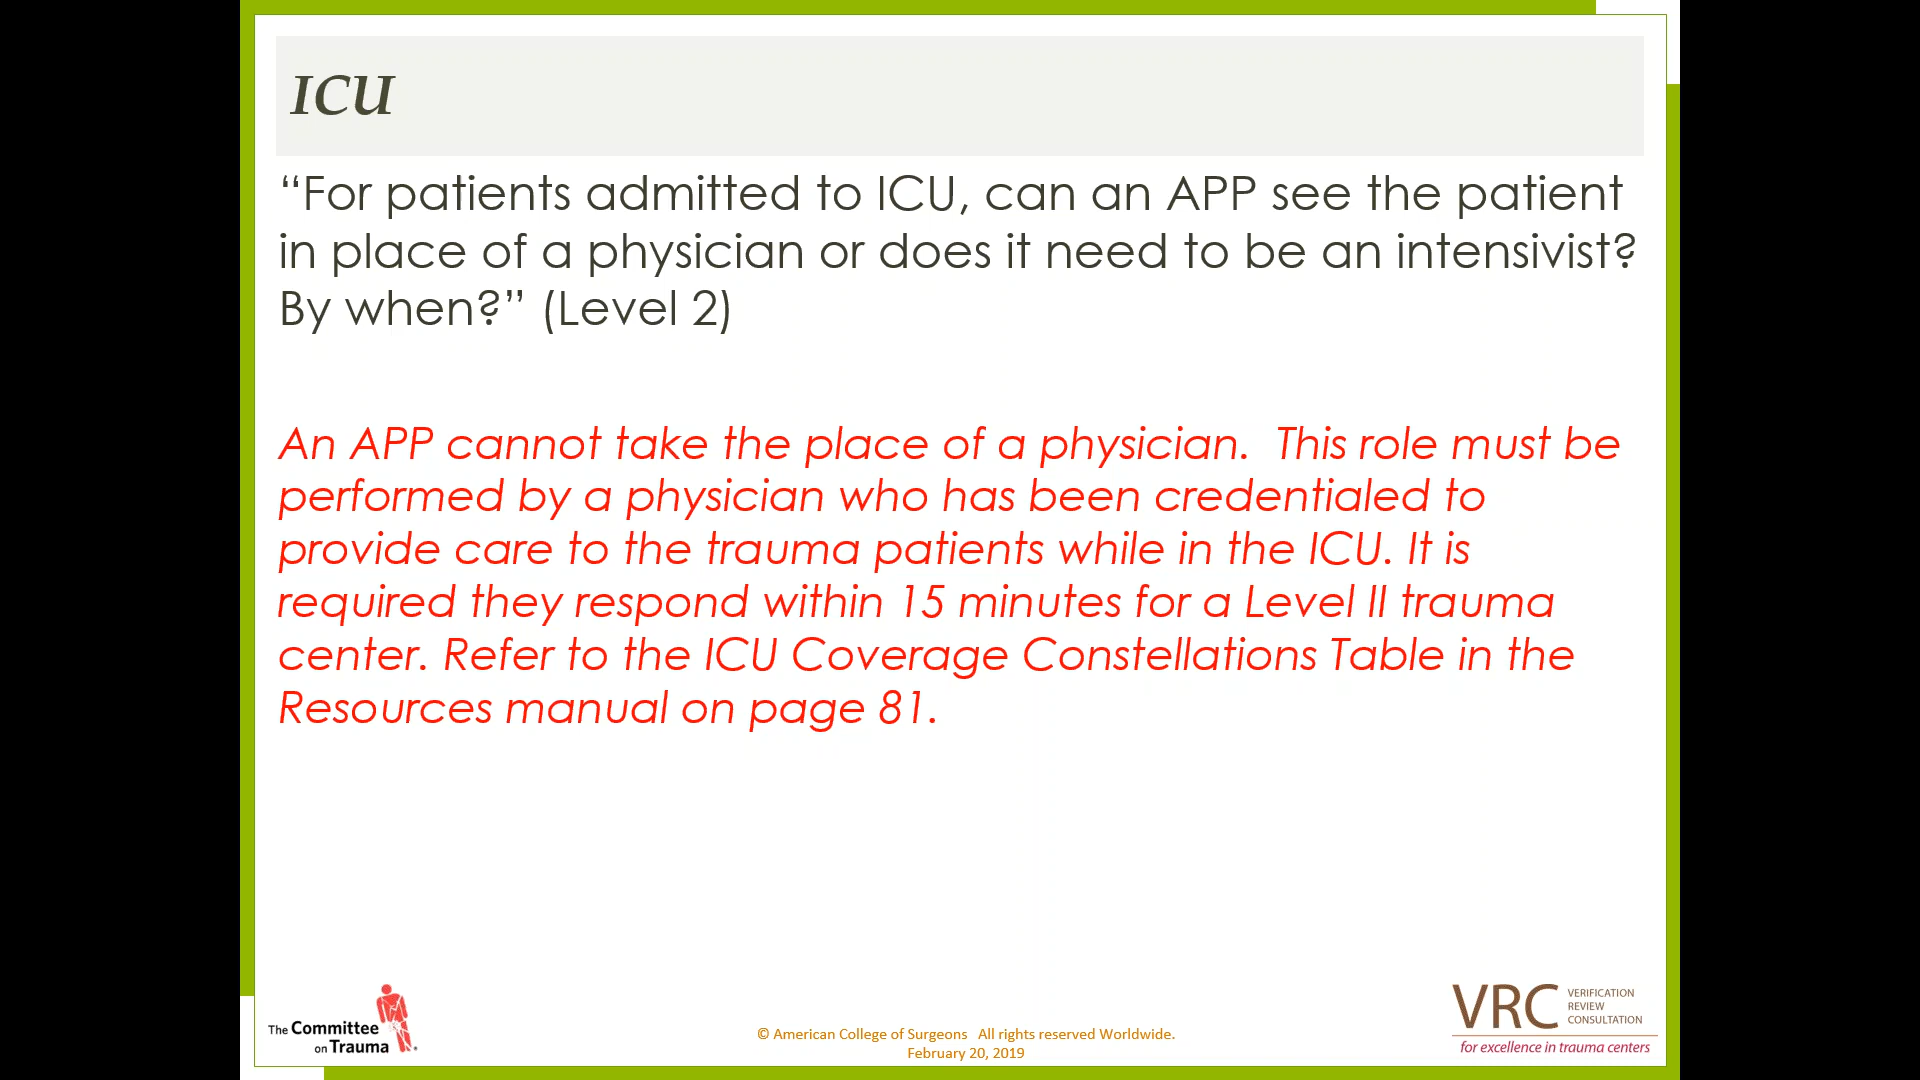 ICU
“For patients admitted to ICU, can an APP see the patient
in place of a physician or does it need to be an intensivist?
By when?” (Level 2)
An APP cannot take the place of a physician.  This role must be
performed by a physician who has been credentialed to
provide care to the trauma patients while in the ICU. It is
required they respond within 15 minutes for a Level II trauma
center. Refer to the ICU Coverage Constellations Table in the
Resources manual on page 81.
The Committee
on Trauma
© American College of Surgeons   All rights reserved Worldwide.
February 20, 2019
VRC
VERIFICATION
REVIEW
CONSULTATION
for excellence in trauma centers